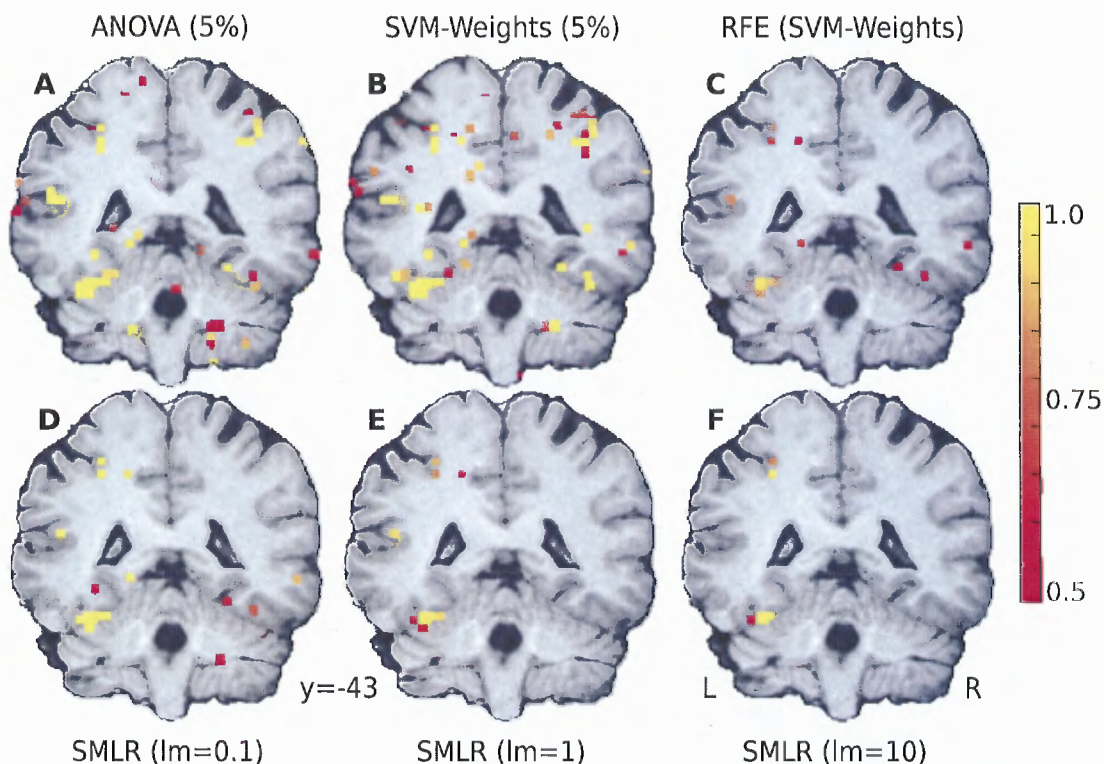 ANOVA (5%) SVM-Weights (5%) RFE (SVM-Weights)
A B C
1.0
0.75
0.5
D E F
y=-43 L R
SMLR (lm=0.1) SMLR (lm=1) SMLR (lm=10)